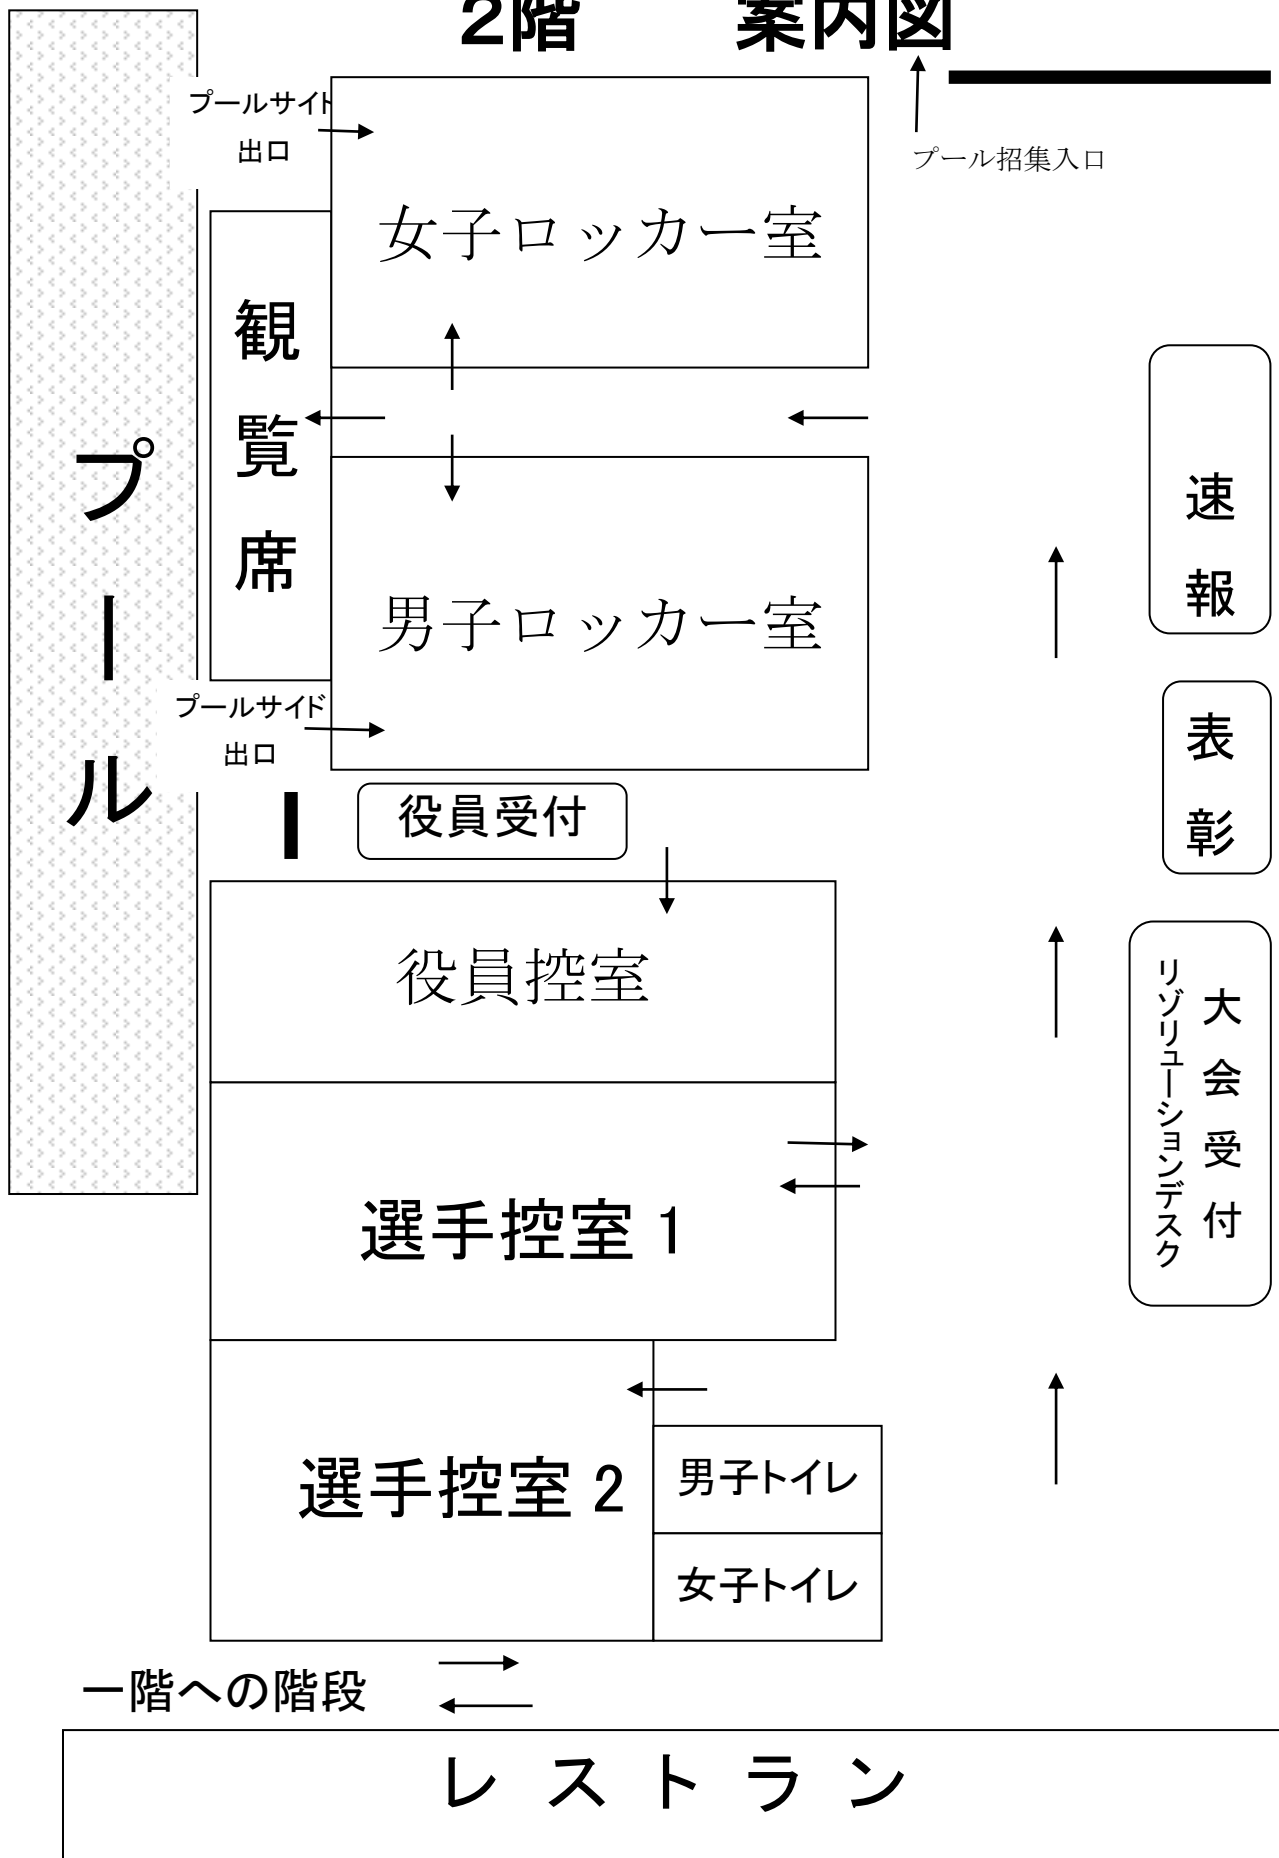 2階　案内図
プールサイド
出口
プール招集入口
女子ロッカー室
観覧席
プール
速報
男子ロッカー室
プールサイド
出口
表彰
役員受付
役員控室
大会受付
リゾリューションデスク
選手控室 1
選手控室 2
男子トイレ
女子トイレ
一階への階段
レストラン